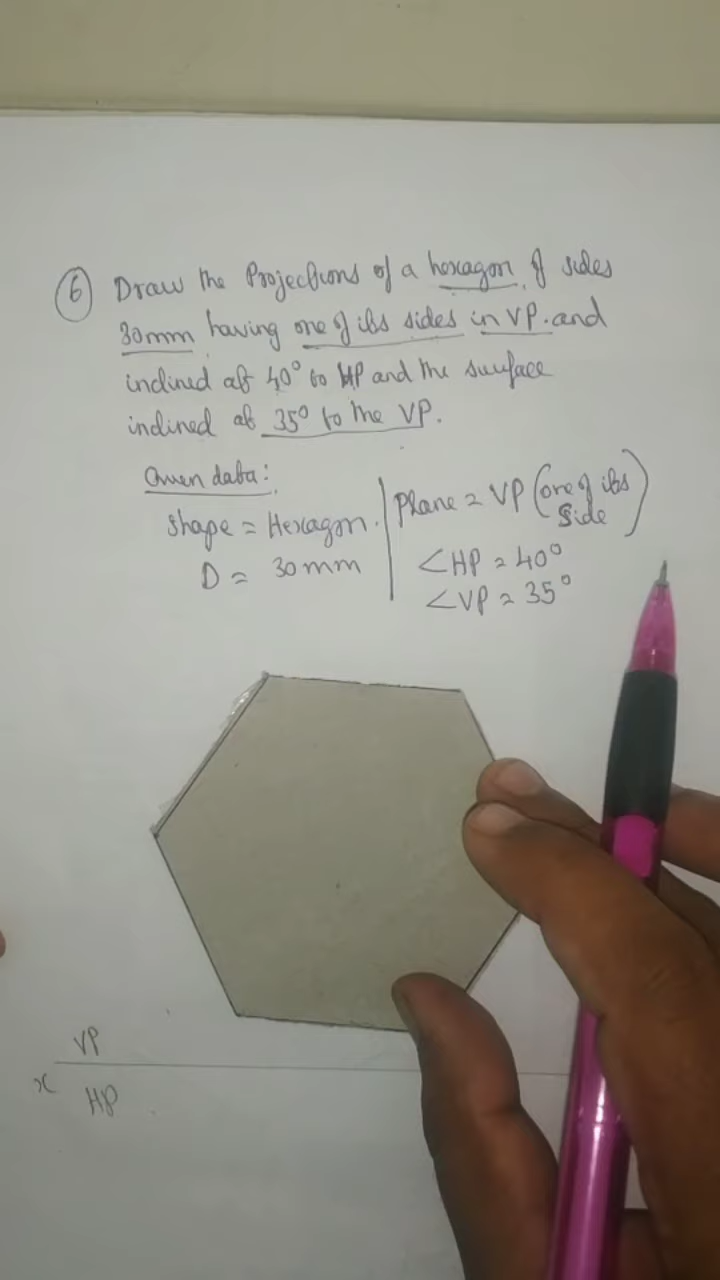 6 Draw the Projections of a hexagon of sides
30mm having one of its sides in VP. and
inclined at 40° to HP and the surface
inclined at 35° to the VP.
Given data:
Shape = Hexagon.
D = 30mm
Plane = VP (one of its Side)
∠HP = 40°
∠VP = 35°
VP
x
HP